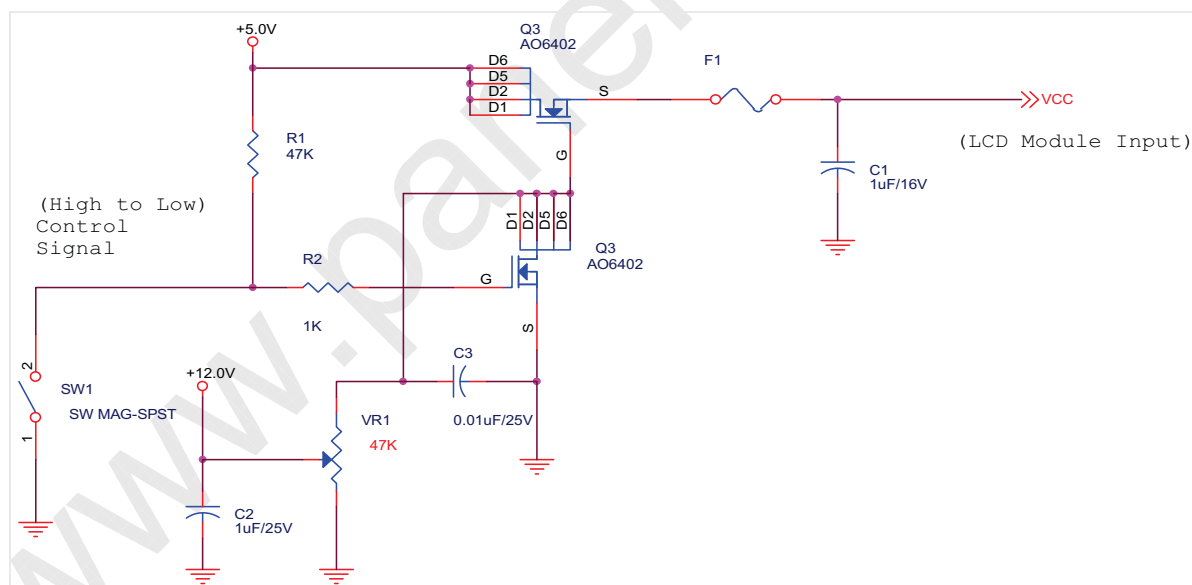 Q3
AO6402
+5.0V
D6
D5
D2
D1
S
F1
VCC
(LCD Module Input)
R1
47K
G
C1
1uF/16V
(High to Low)
Control
Signal
D1
D2
D5
D6
Q3
AO6402
R2
G
1K
S
2
SW1
SW MAG-SPST
1
+12.0V
C3
0.01uF/25V
VR1
47K
C2
1uF/25V
www.pane